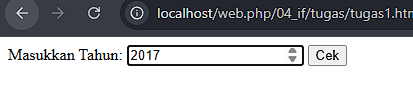 localhost/web.php/04_if/tugas/tugas1.htm
Masukkan Tahun: 2017 Cek